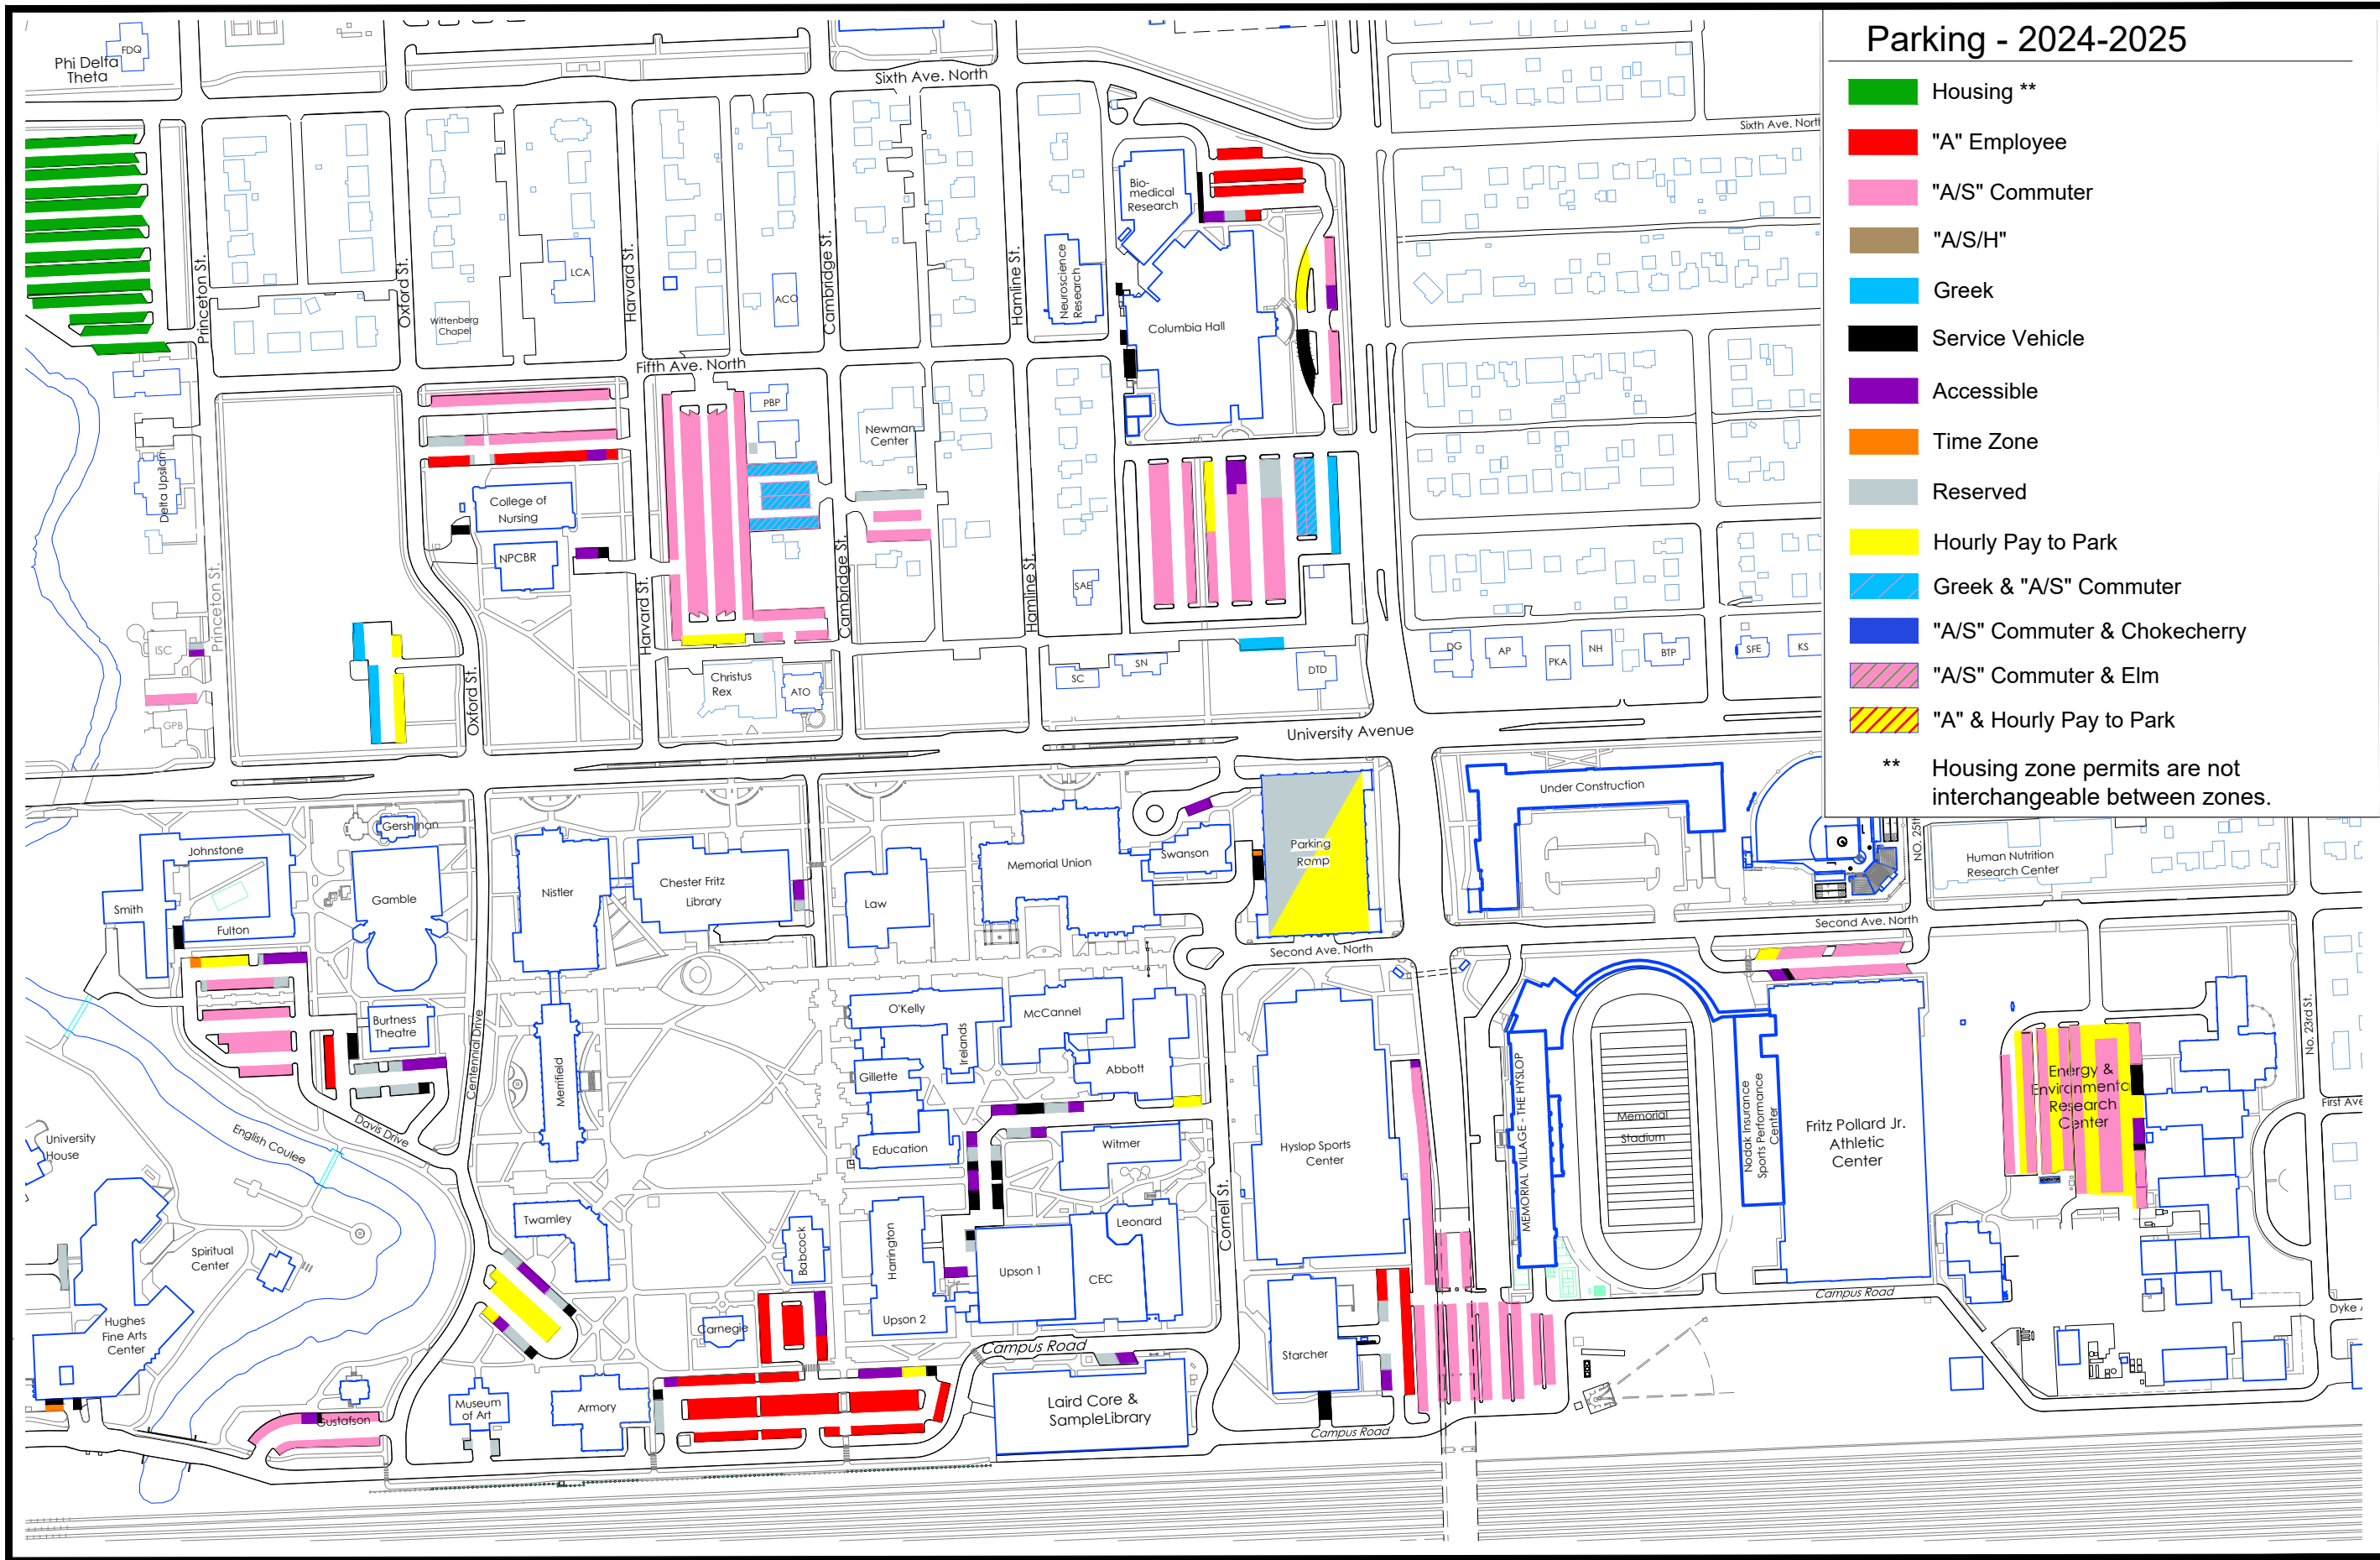 Parking - 2024-2025
Housing **
"A" Employee
"A/S" Commuter
"A/S/H"
Greek
Service Vehicle
Accessible
Time Zone
Reserved
Hourly Pay to Park
Greek & "A/S" Commuter
"A/S" Commuter & Chokecherry
"A/S" Commuter & Elm
"A" & Hourly Pay to Park
** Housing zone permits are not
interchangeable between zones.
FDQ
Phi Delta
Theta
Sixth Ave. North
Sixth Ave. North
Princeton St.
Oxford St.
Harvard St.
Cambridge St.
Hamline St.
Wittenberg
Chapel
LCA
ACO
Neuroscience
Research
Bio-
medical
Research
Columbia Hall
Fifth Ave. North
PBP
Newman
Center
Delta Upsilon
College of
Nursing
NPCBR
Princeton St.
Oxford St.
Harvard St.
Cambridge St.
Hamline St.
SAE
ISC
GPB
Christus
Rex
ATO
SC
SN
DTD
DG
AP
PKA
NH
BTP
SFE
KS
University Avenue
Gershman
Johnstone
Smith
Fulton
Gamble
Nistler
Chester Fritz
Library
Law
Memorial Union
Swanson
Parking
Ramp
Under Construction
NO. 25th
Human Nutrition
Research Center
Second Ave. North
Second Ave. North
Burtness
Theatre
Centennial Drive
Merrifield
O'Kelly
Irelands
McCannel
Gillette
Abbott
Education
Witmer
Davis Drive
English Coulee
University
House
Spiritual
Center
Hughes
Fine Arts
Center
Gustafson
Twamley
Babcock
Carnegie
Harrington
Upson 2
Upson 1
CEC
Leonard
Cornell St.
Hyslop Sports
Center
Starcher
MEMORIAL VILLAGE - THE HYSLOP
Memorial
Stadium
Nodak Insurance
Sports Performance
Center
Fritz Pollard Jr.
Athletic
Center
Energy &
Environmental
Research
Center
No. 23rd St.
First Ave
Dyke A
Campus Road
Campus Road
Campus Road
Museum
of Art
Armory
Laird Core &
SampleLibrary